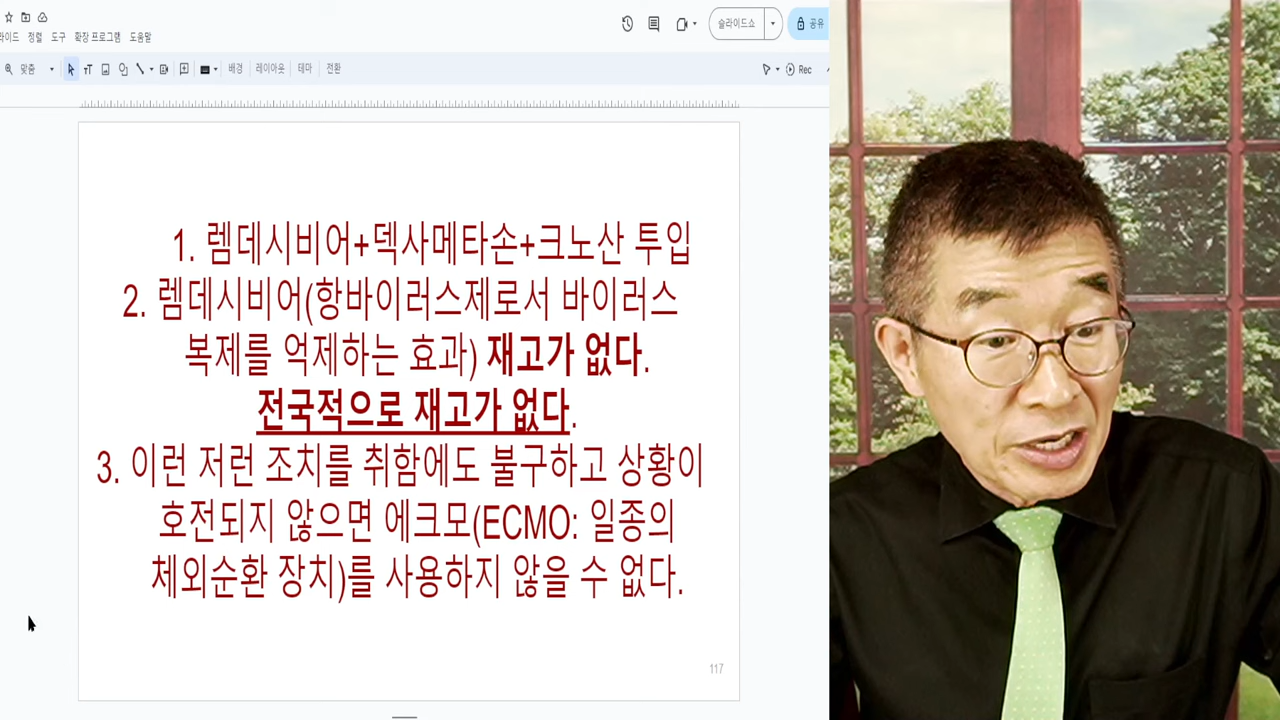 라이드 정렬 도구 확장 프로그램 도움말
슬라이드쇼
공유
맞춤
배경 레이아웃 테마 전환
Rec
1. 렘데시비어+덱사메타손+크노산 투입
2. 렘데시비어(항바이러스제로서 바이러스
복제를 억제하는 효과) 재고가 없다.
전국적으로 재고가 없다.
3. 이런 저런 조치를 취함에도 불구하고 상황이
호전되지 않으면 에크모(ECMO: 일종의
체외순환 장치)를 사용하지 않을 수 없다.
117